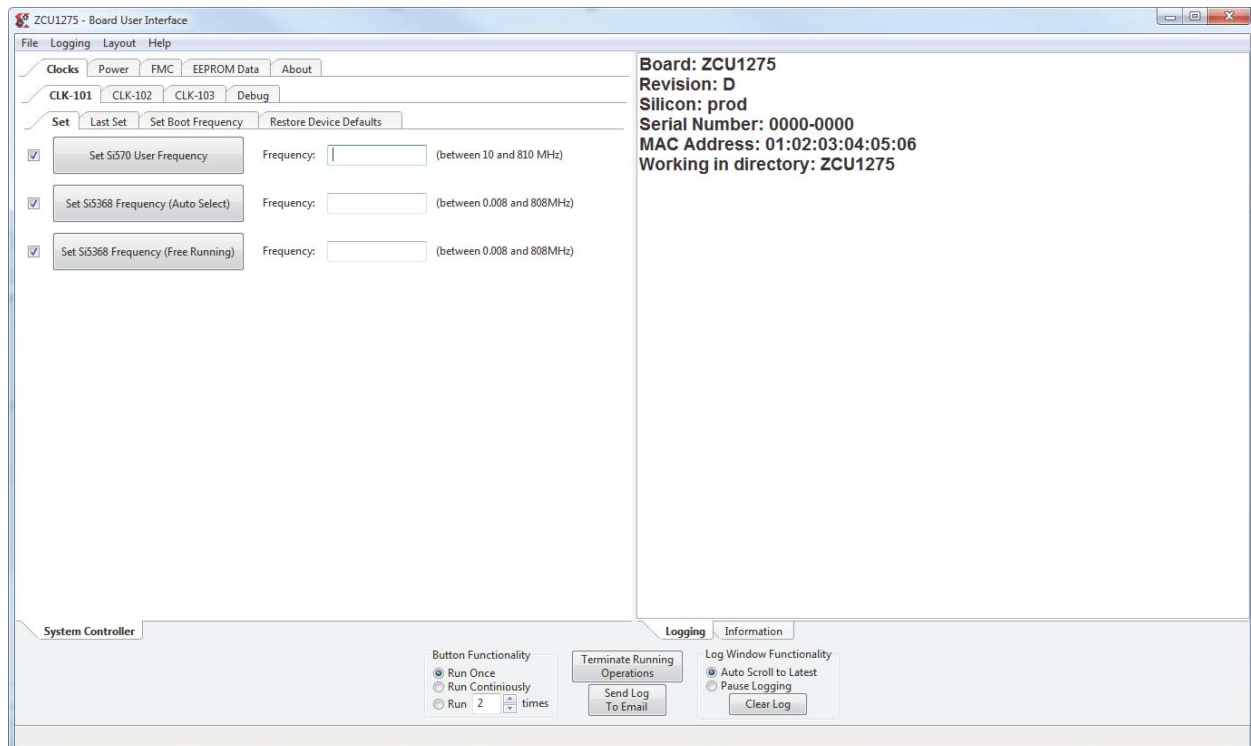 ZCU1275 - Board User Interface
File Logging Layout Help
Clocks Power FMC EEPROM Data About
CLK-101 CLK-102 CLK-103 Debug
Set Last Set Set Boot Frequency Restore Device Defaults
Set Si570 User Frequency Frequency: (between 10 and 810 MHz)
Set Si5368 Frequency (Auto Select) Frequency: (between 0.008 and 808MHz)
Set Si5368 Frequency (Free Running) Frequency: (between 0.008 and 808MHz)
System Controller
Board: ZCU1275
Revision: D
Silicon: prod
Serial Number: 0000-0000
MAC Address: 01:02:03:04:05:06
Working in directory: ZCU1275
Logging Information
Button Functionality
Run Once
Run Continiously
Run 2 times
Terminate Running
Operations
Send Log
To Email
Log Window Functionality
Auto Scroll to Latest
Pause Logging
Clear Log